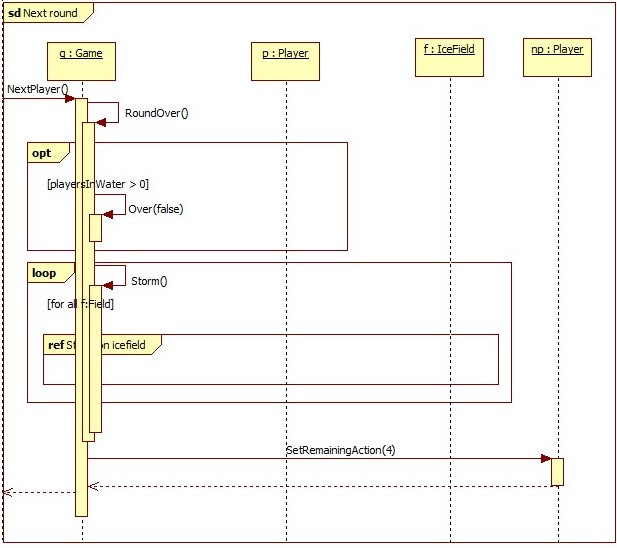 sd Next round
g : Game
p : Player
f : IceField
np : Player
NextPlayer()
RoundOver()
opt
[playersInWater > 0]
Over(false)
loop
Storm()
[for all f:Field]
ref St on icefield
SetRemainingAction(4)